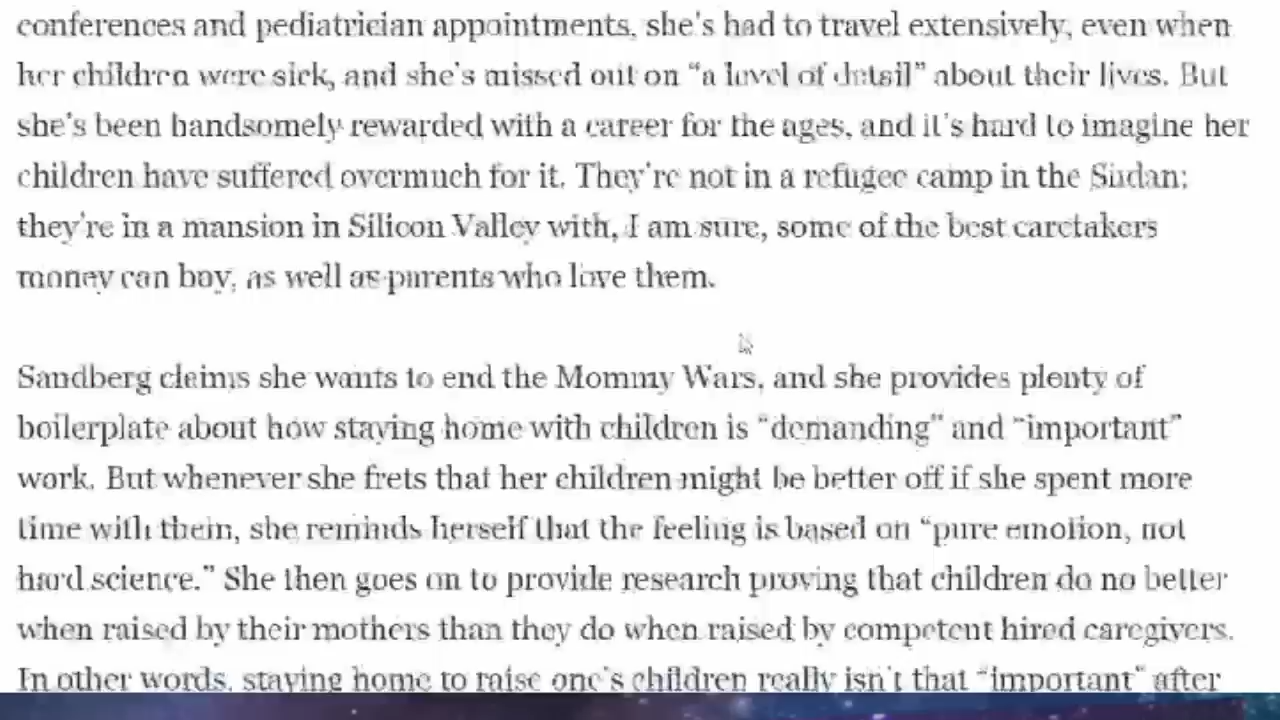 conferences and pediatrician appointments, she's had to travel extensively, even when
her children were sick, and she's missed out on “a level of detail” about their lives. But
she's been handsomely rewarded with a career for the ages, and it's hard to imagine her
children have suffered overmuch for it. They're not in a refugee camp in the Sudan;
they're in a mansion in Silicon Valley with, I am sure, some of the best caretakers
money can buy, as well as parents who love them.
Sandberg claims she wants to end the Mommy Wars, and she provides plenty of
boilerplate about how staying home with children is “demanding” and “important”
work. But whenever she frets that her children might be better off if she spent more
time with them, she reminds herself that the feeling is based on “pure emotion, not
hard science.” She then goes on to provide research proving that children do no better
when raised by their mothers than they do when raised by competent hired caregivers.
In other words, staying home to raise one's children really isn't that “important” after